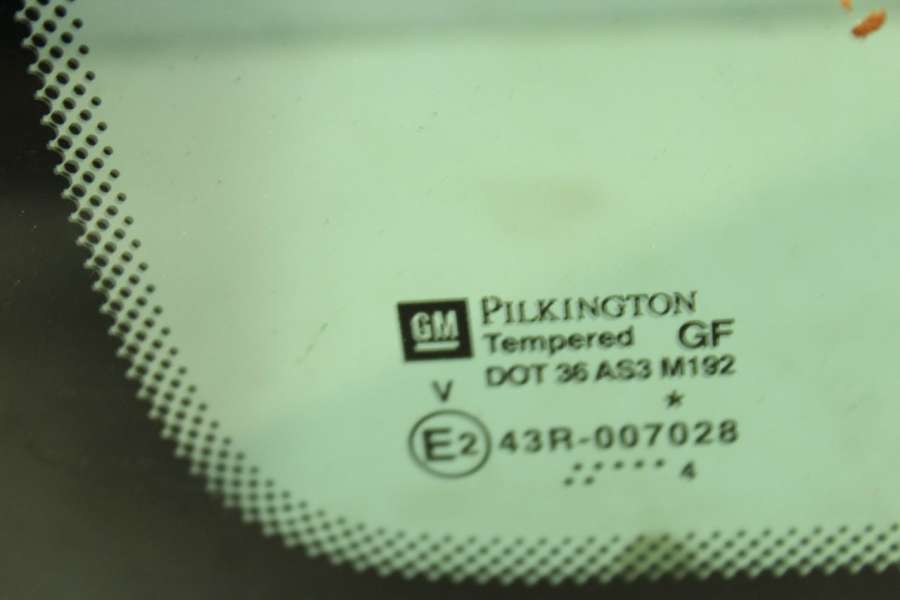 GM PILKINGTON
Tempered GF
DOT 36 AS3 M192
V *
E2 43R-007028
4